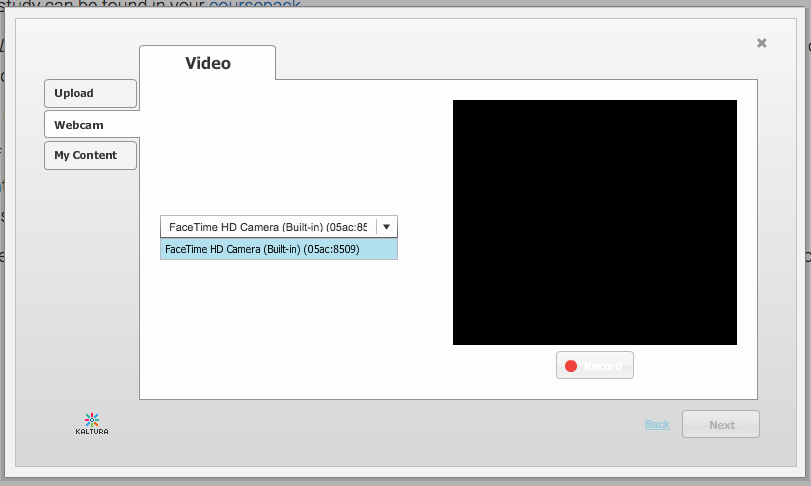 study can be found in your coursepack
Video
Upload
Webcam
My Content
FaceTime HD Camera (Built-in) (05ac:85
FaceTime HD Camera (Built-in) (05ac:8509)
Record
KALTURA
Back
Next